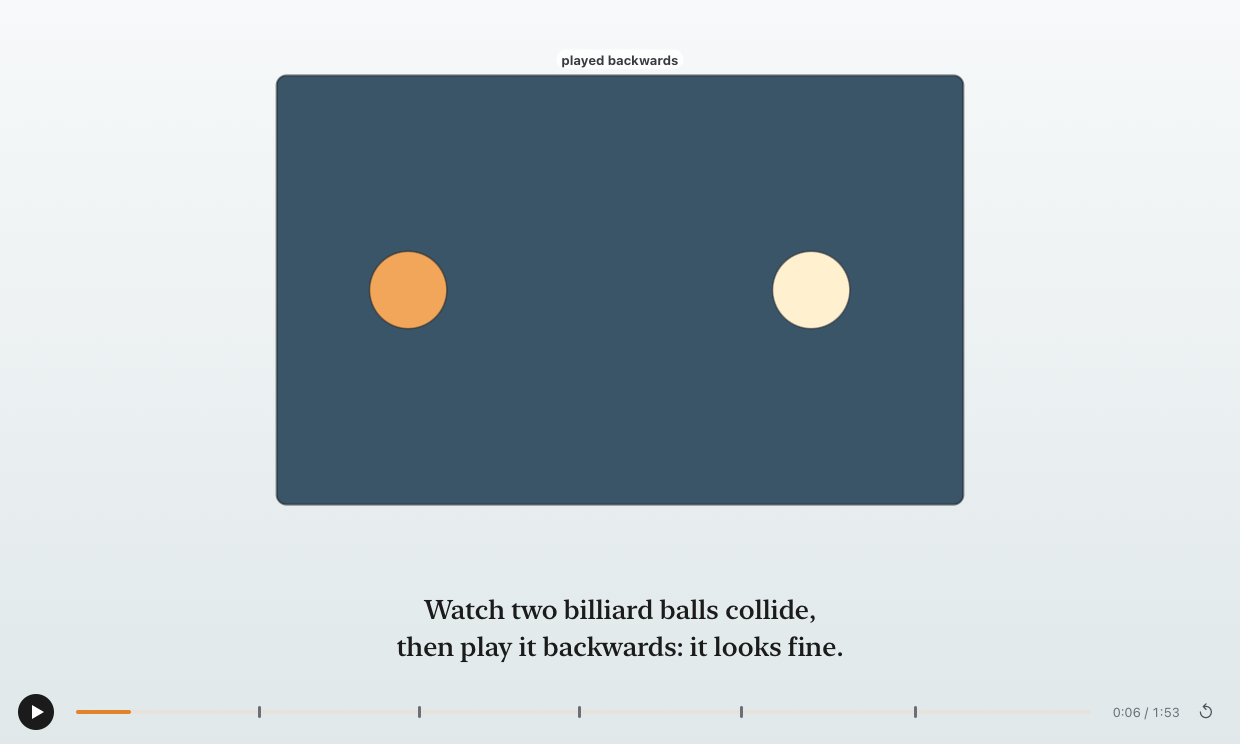 played backwards
Watch two billiard balls collide,
then play it backwards: it looks fine.
0:06 / 1:53